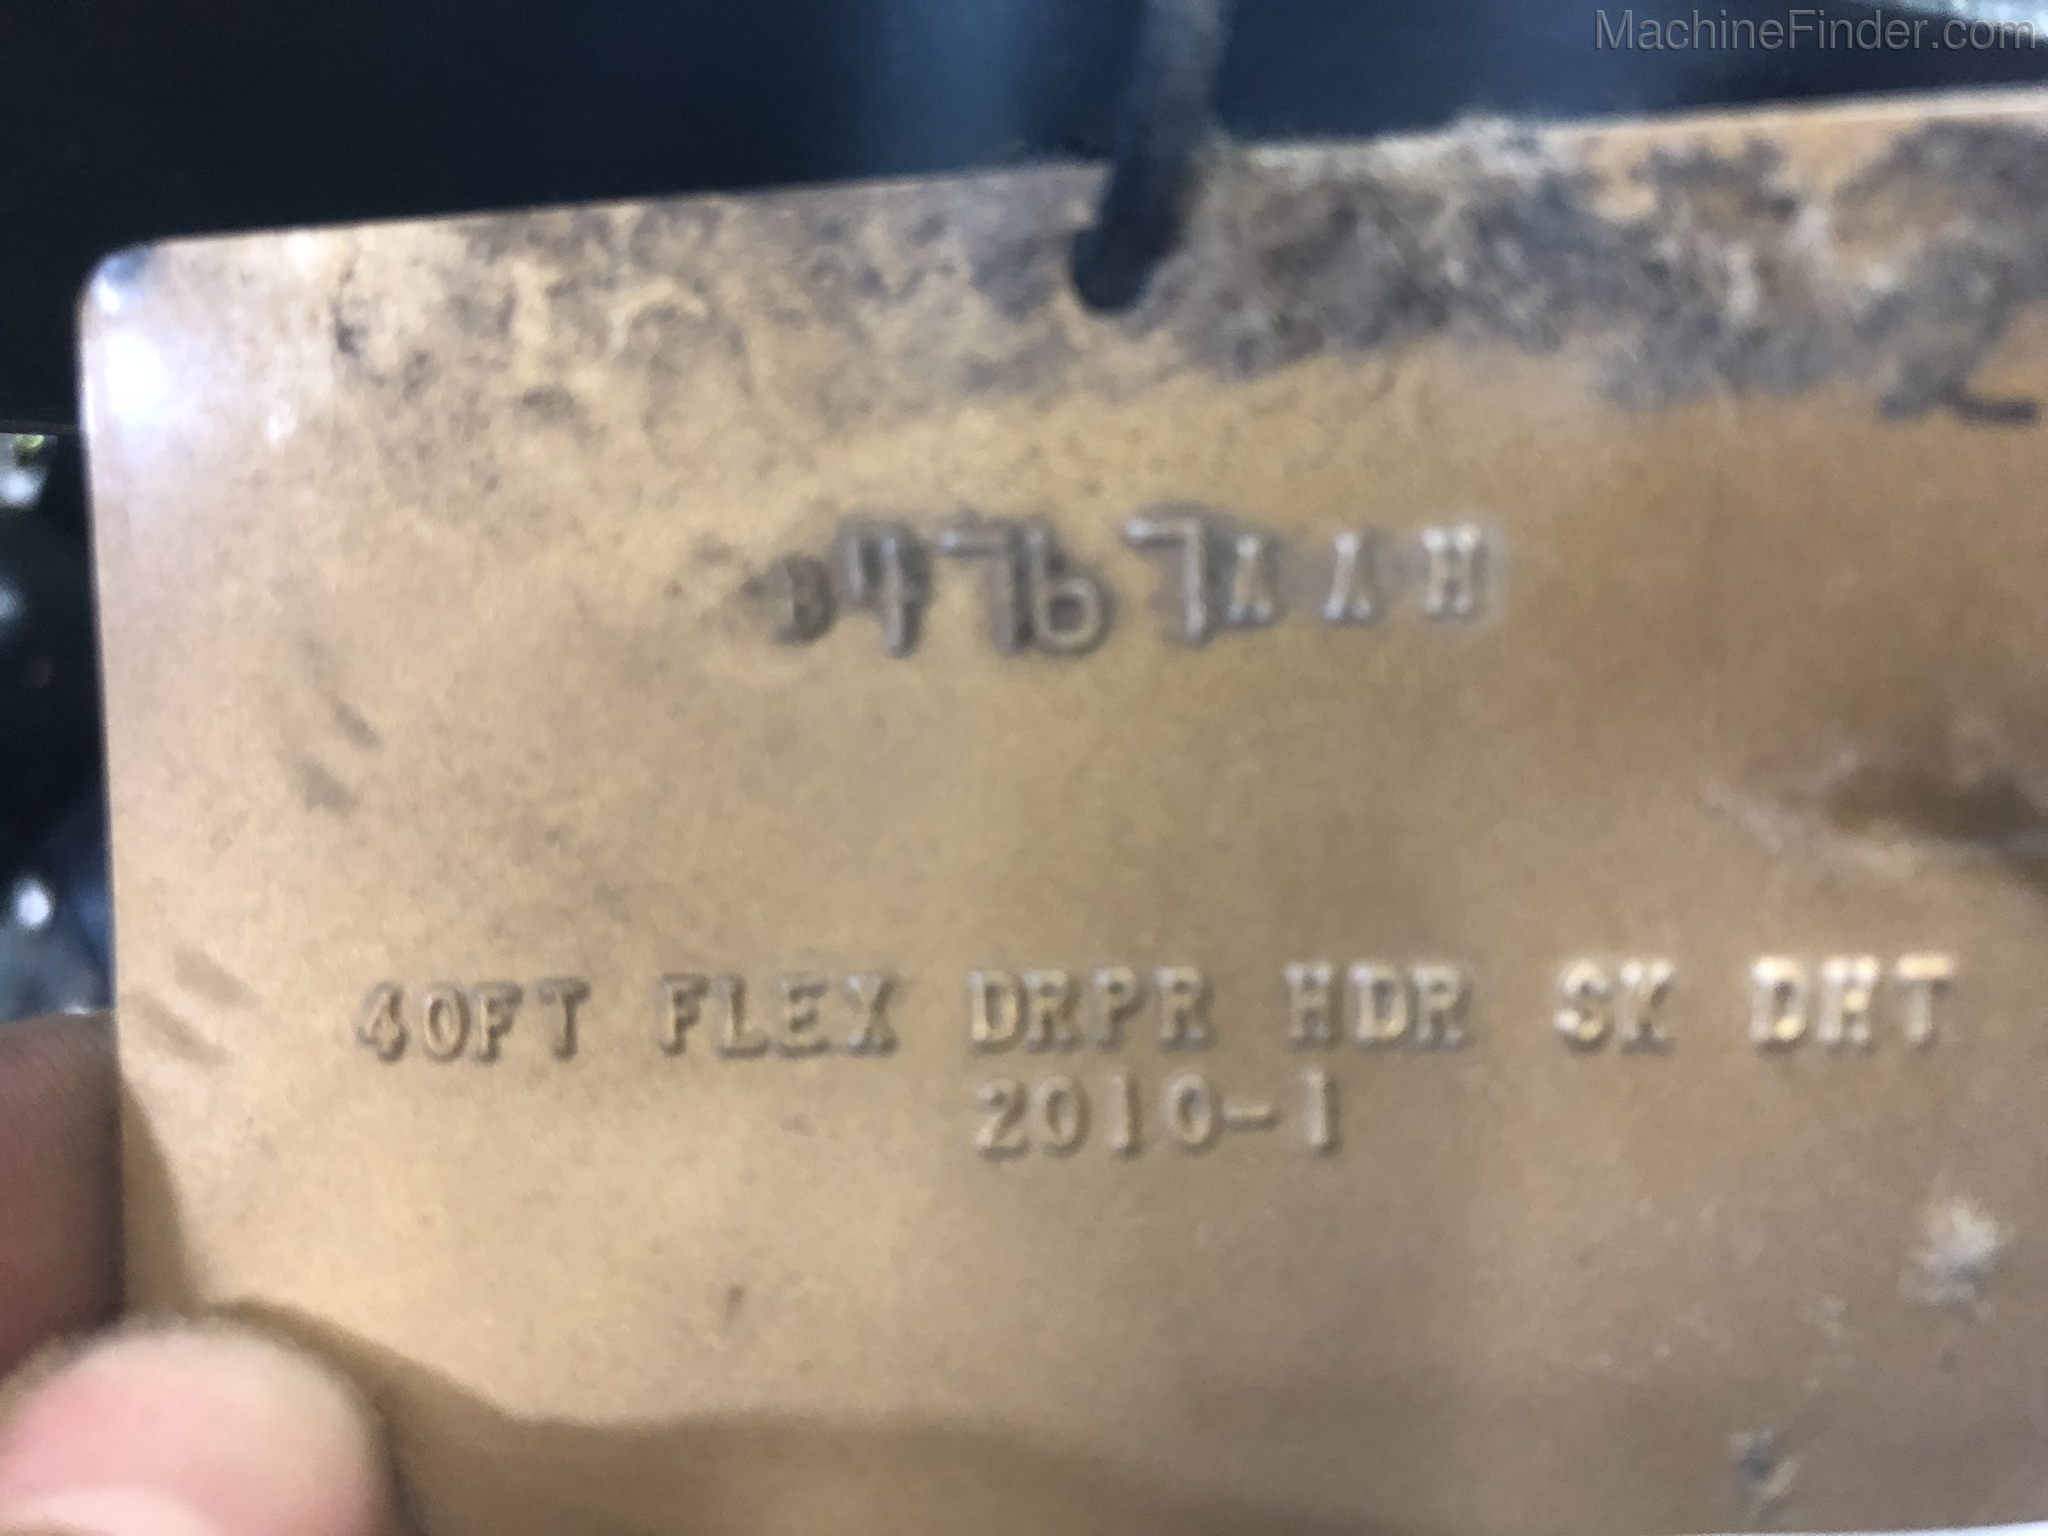 MachineFinder.com
40FT FLEX DRPR HDR SK DHT
2010-1